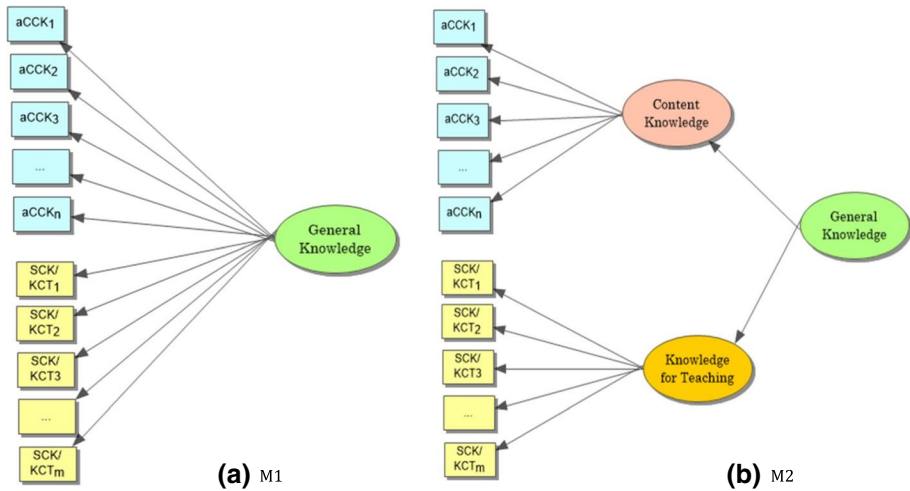 aCCK1
aCCK2
aCCK3
...
aCCKn
SCK/
KCT1
SCK/
KCT2
SCK/
KCT3
...
SCK/
KCTm
General
Knowledge
(a) M1
aCCK1
aCCK2
aCCK3
...
aCCKn
SCK/
KCT1
SCK/
KCT2
SCK/
KCT3
...
SCK/
KCTm
Content
Knowledge
General
Knowledge
Knowledge
for Teaching
(b) M2